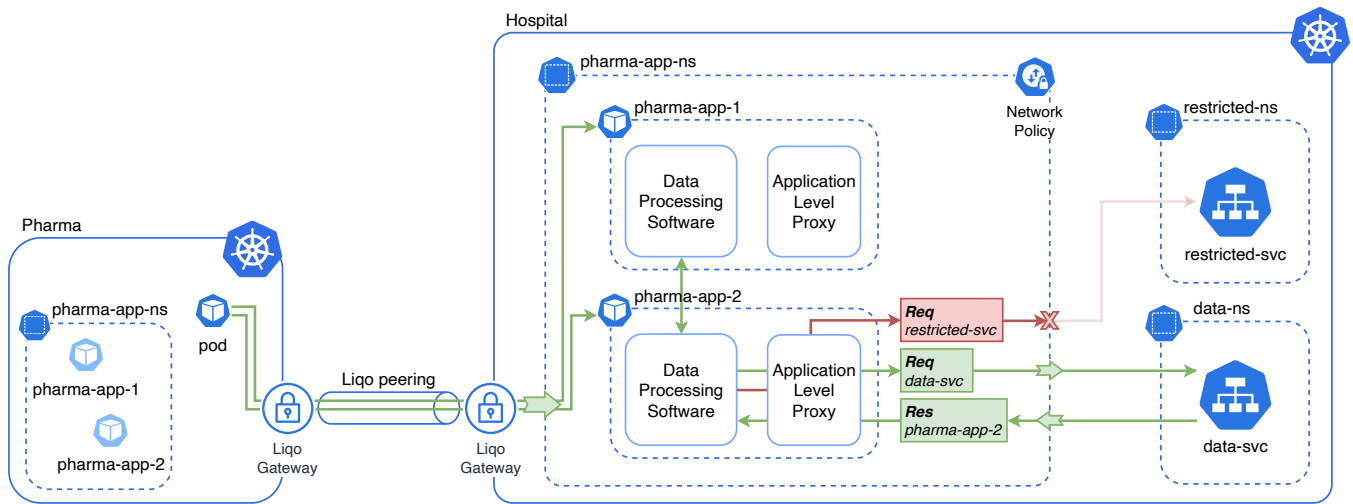 Hospital
pharma-app-ns
Network
Policy
pharma-app-1
Data
Processing
Software
Application
Level
Proxy
restricted-ns
restricted-svc
Pharma
pharma-app-ns
pharma-app-1
pharma-app-2
pod
Liqo
Gateway
Liqo peering
Liqo
Gateway
pharma-app-2
Data
Processing
Software
Application
Level
Proxy
Req
restricted-svc
Req
data-svc
Res
pharma-app-2
data-ns
data-svc